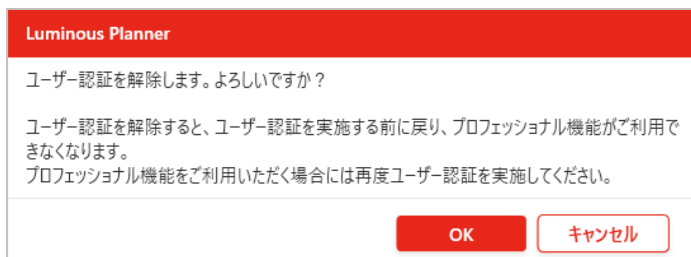 Luminous Planner
ユーザー認証を解除します。よろしいですか？
ユーザー認証を解除すると、ユーザー認証を実施する前に戻り、プロフェッショナル機能がご利用で
きなくなります。
プロフェッショナル機能をご利用いただく場合には再度ユーザー認証を実施してください。
OK
キャンセル